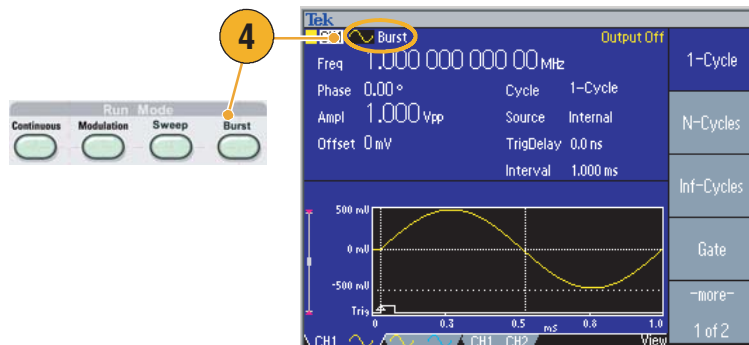 4
Run Mode
Continuous Modulation Sweep Burst
Tek
Burst
Output Off
Freq 1.000 000 000 00 MHz
Phase 0.00 °
Cycle 1-Cycle
Ampl 1.000 Vpp
Source Internal
Offset 0 mV
TrigDelay 0.0 ns
Interval 1.000 ms
1-Cycle
N-Cycles
Inf-Cycles
Gate
-more-
1 of 2
500 mV
0 mV
-500 mV
Trig
0 0.3 0.5 ms 0.8 1.0
CH1 CH1 CH2 View